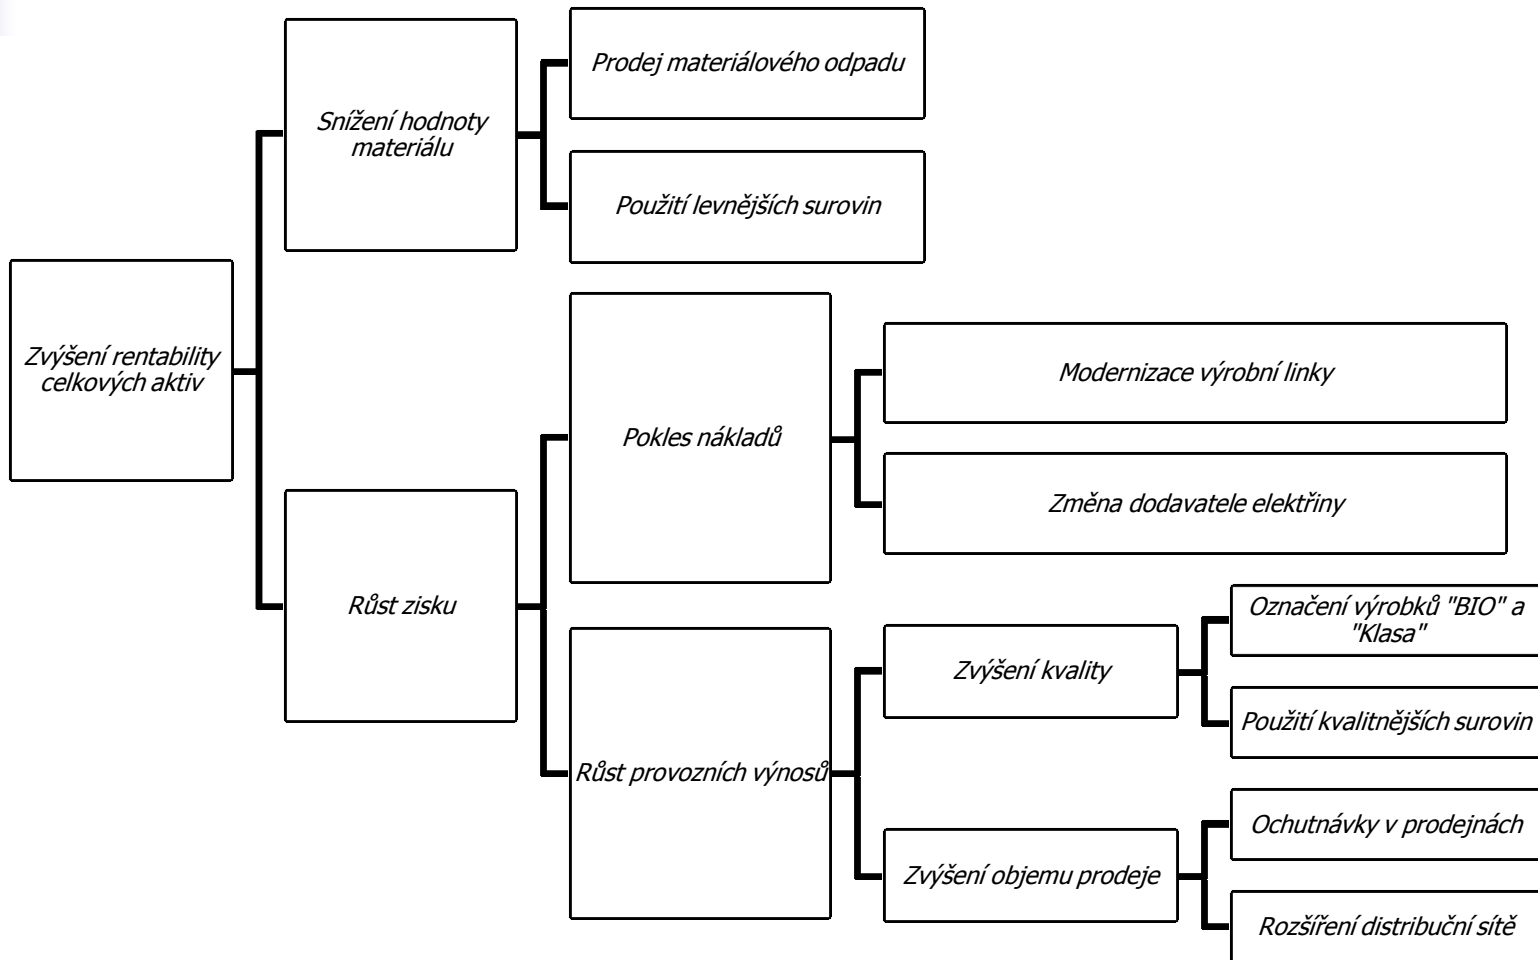 Prodej materiálového odpadu
Snížení hodnoty
materiálu
Použití levnějších surovin
Zvýšení rentability
celkových aktiv
Modernizace výrobní linky
Pokles nákladů
Změna dodavatele elektřiny
Růst zisku
Označení výrobků "BIO" a
"Klasa"
Zvýšení kvality
Použití kvalitnějších surovin
Růst provozních výnosů
Ochutnávky v prodejnách
Zvýšení objemu prodeje
Rozšíření distribuční sítě